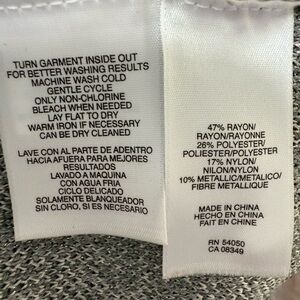 TURN GARMENT INSIDE OUT
FOR BETTER WASHING RESULTS
MACHINE WASH COLD
GENTLE CYCLE
ONLY NON-CHLORINE
BLEACH WHEN NEEDED
LAY FLAT TO DRY
WARM IRON IF NECESSARY
CAN BE DRY CLEANED
LAVE CON AL PARTE DE ADENTRO
HACIA AFUERA PARA MEJORES
RESULTADOS
LAVADO A MAQUINA
CON AGUA FRIA
CICLO DELICADO
SOLAMENTE BLANQUEADOR
SIN CLORO, SI ES NECESARIO
47% RAYON/
RAYON/RAYONNE
26% POLYESTER/
POLIESTER/POLYESTER
17% NYLON/
NILON/NYLON
10% METALLIC/METALICO/
FIBRE METALLIQUE
MADE IN CHINA
HECHO EN CHINA
FAIT EN CHINA
RN 54050
CA 08349